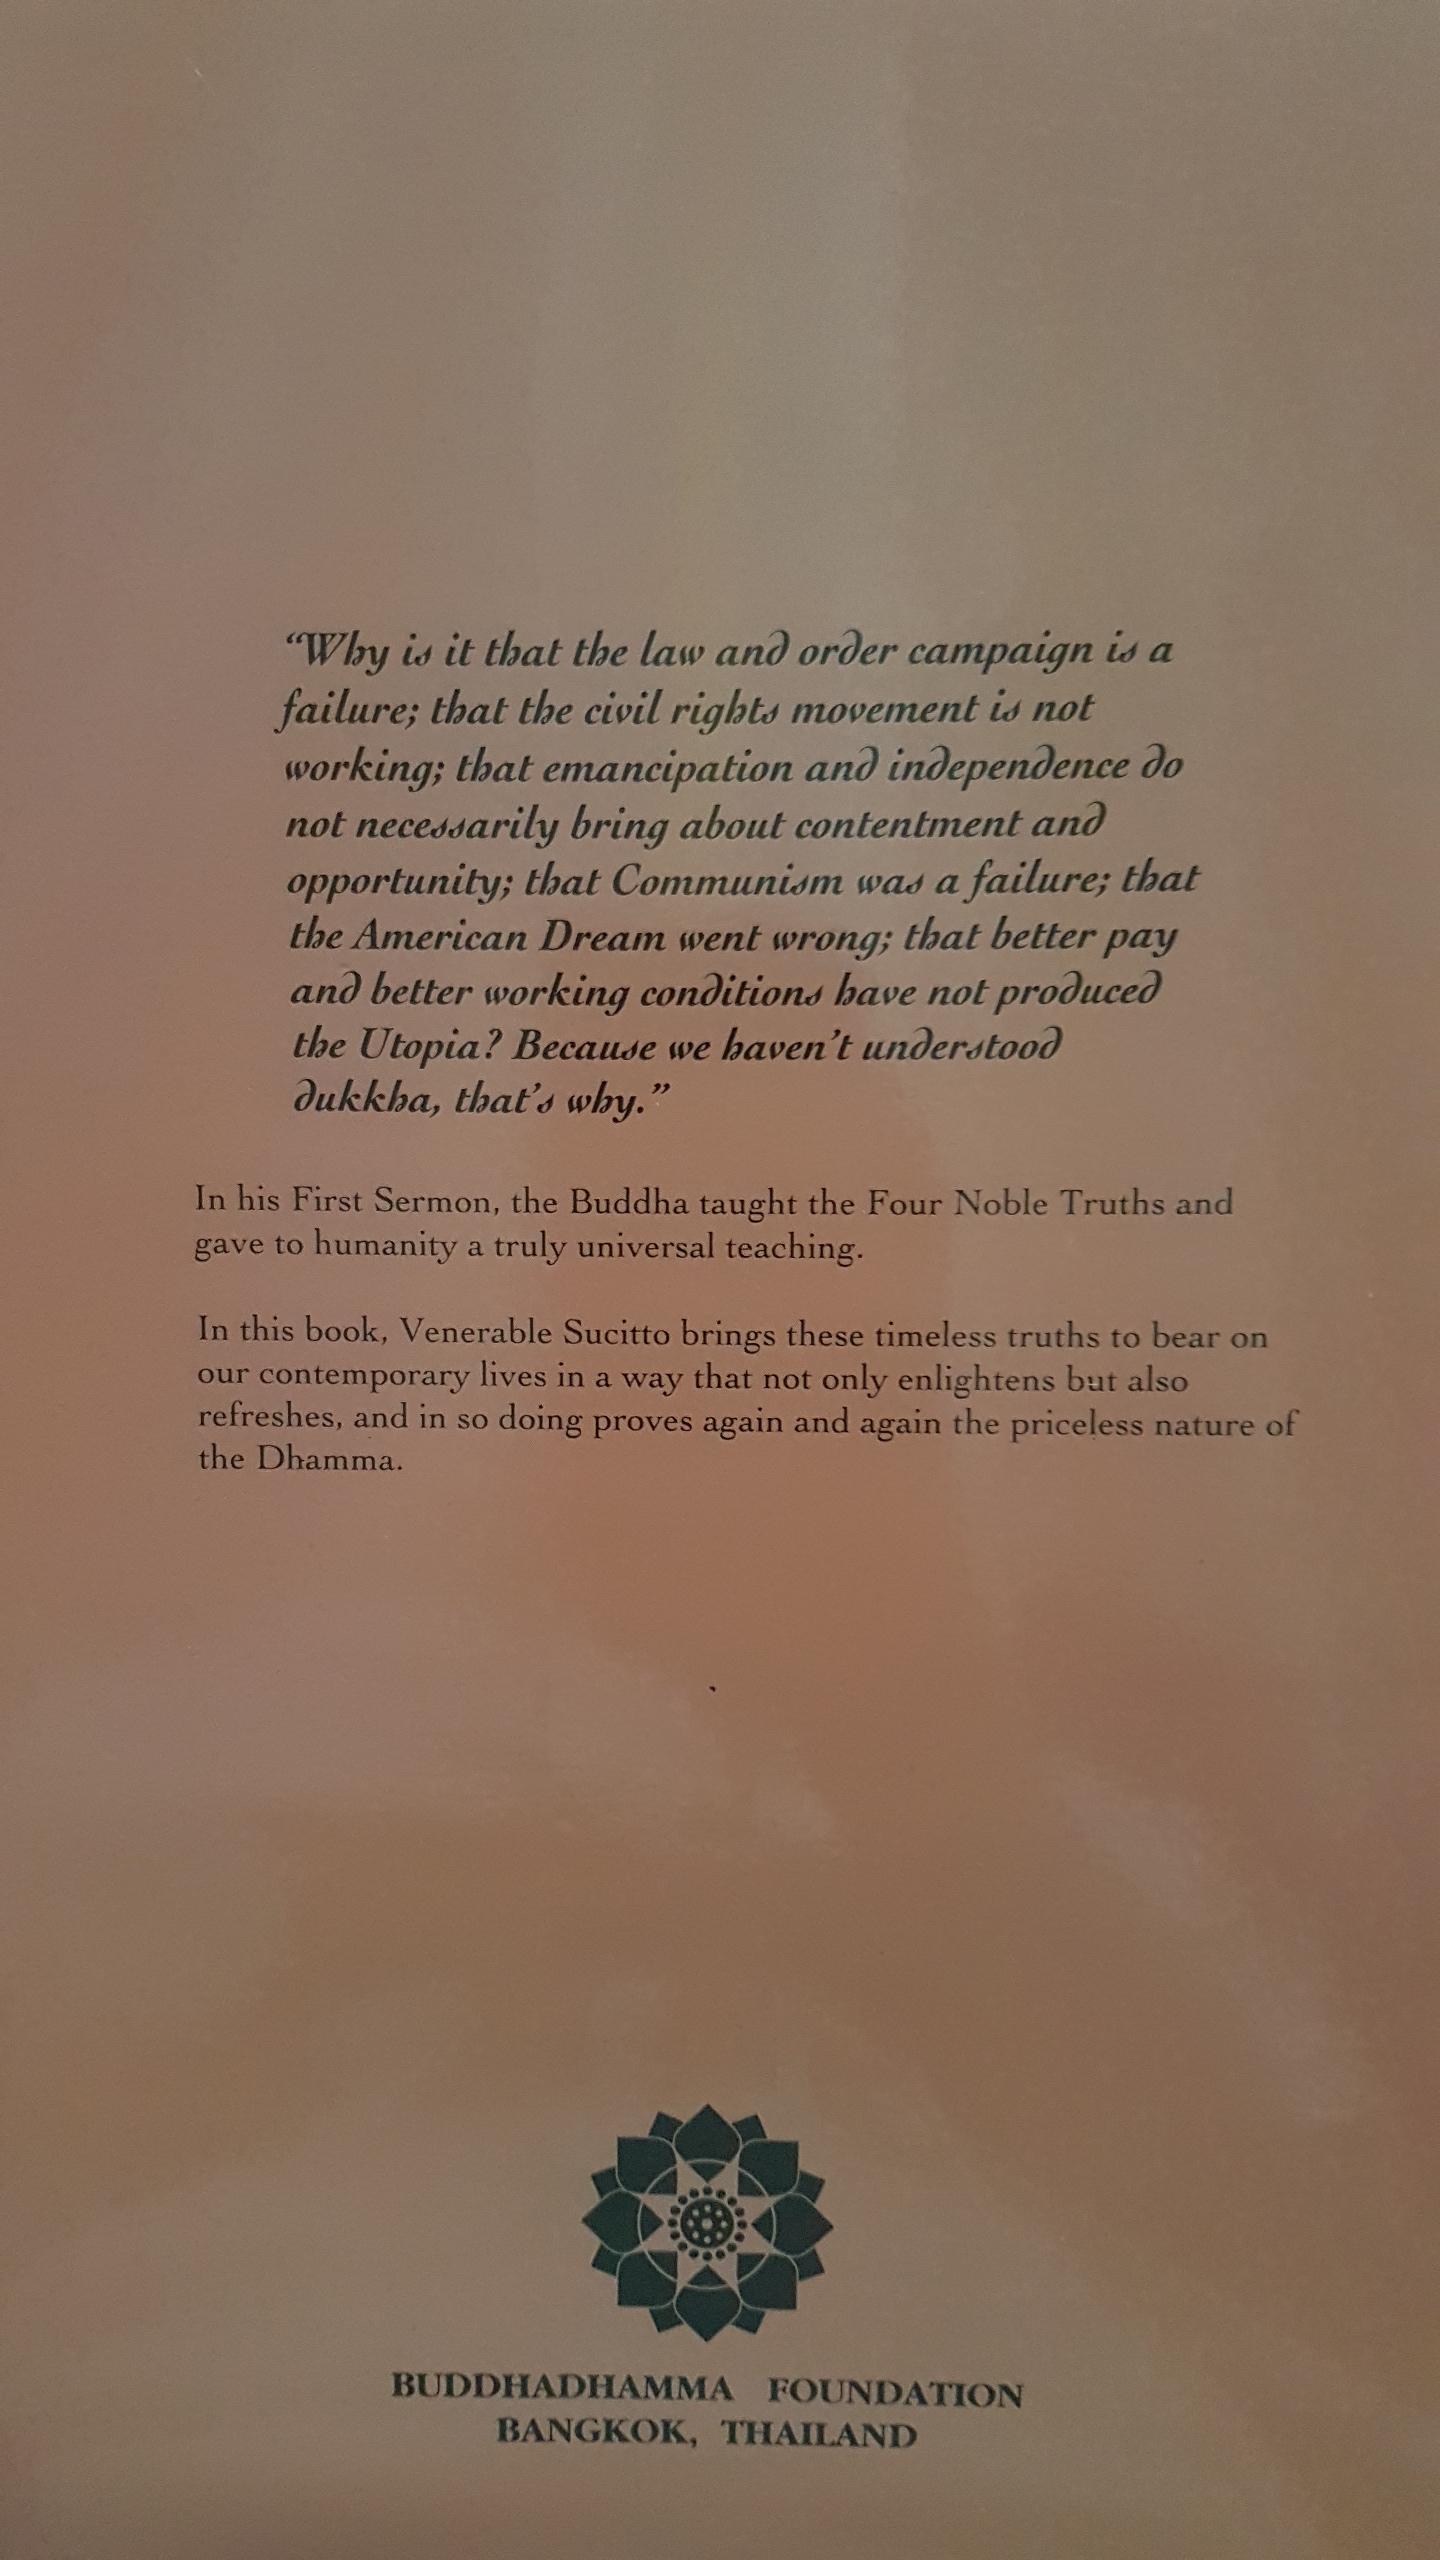 “Why is it that the law and order campaign is a
failure; that the civil rights movement is not
working; that emancipation and independence do
not necessarily bring about contentment and
opportunity; that Communism was a failure; that
the American Dream went wrong; that better pay
and better working conditions have not produced
the Utopia? Because we haven’t understood
dukkha, that’s why.”
In his First Sermon, the Buddha taught the Four Noble Truths and
gave to humanity a truly universal teaching.
In this book, Venerable Sucitto brings these timeless truths to bear on
our contemporary lives in a way that not only enlightens but also
refreshes, and in so doing proves again and again the priceless nature of
the Dhamma.
BUDDHADHAMMA FOUNDATION
BANGKOK, THAILAND